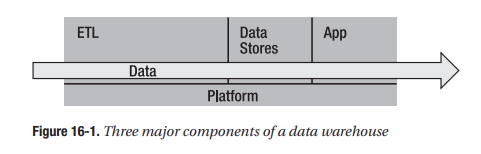 ETL
Data
Stores
App
Data
Platform
Figure 16-1. Three major components of a data warehouse